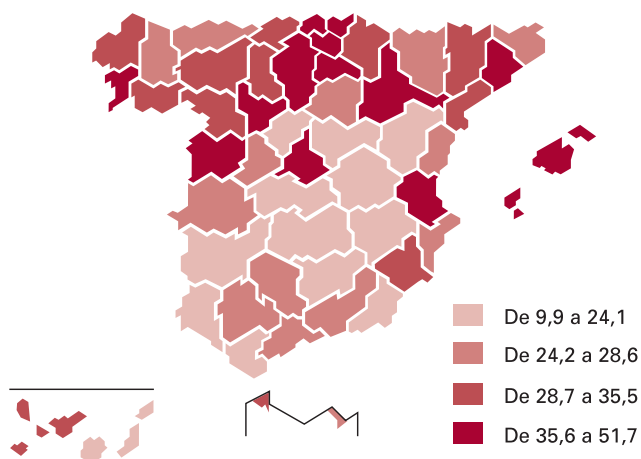 De 9,9 a 24,1
De 24,2 a 28,6
De 28,7 a 35,5
De 35,6 a 51,7